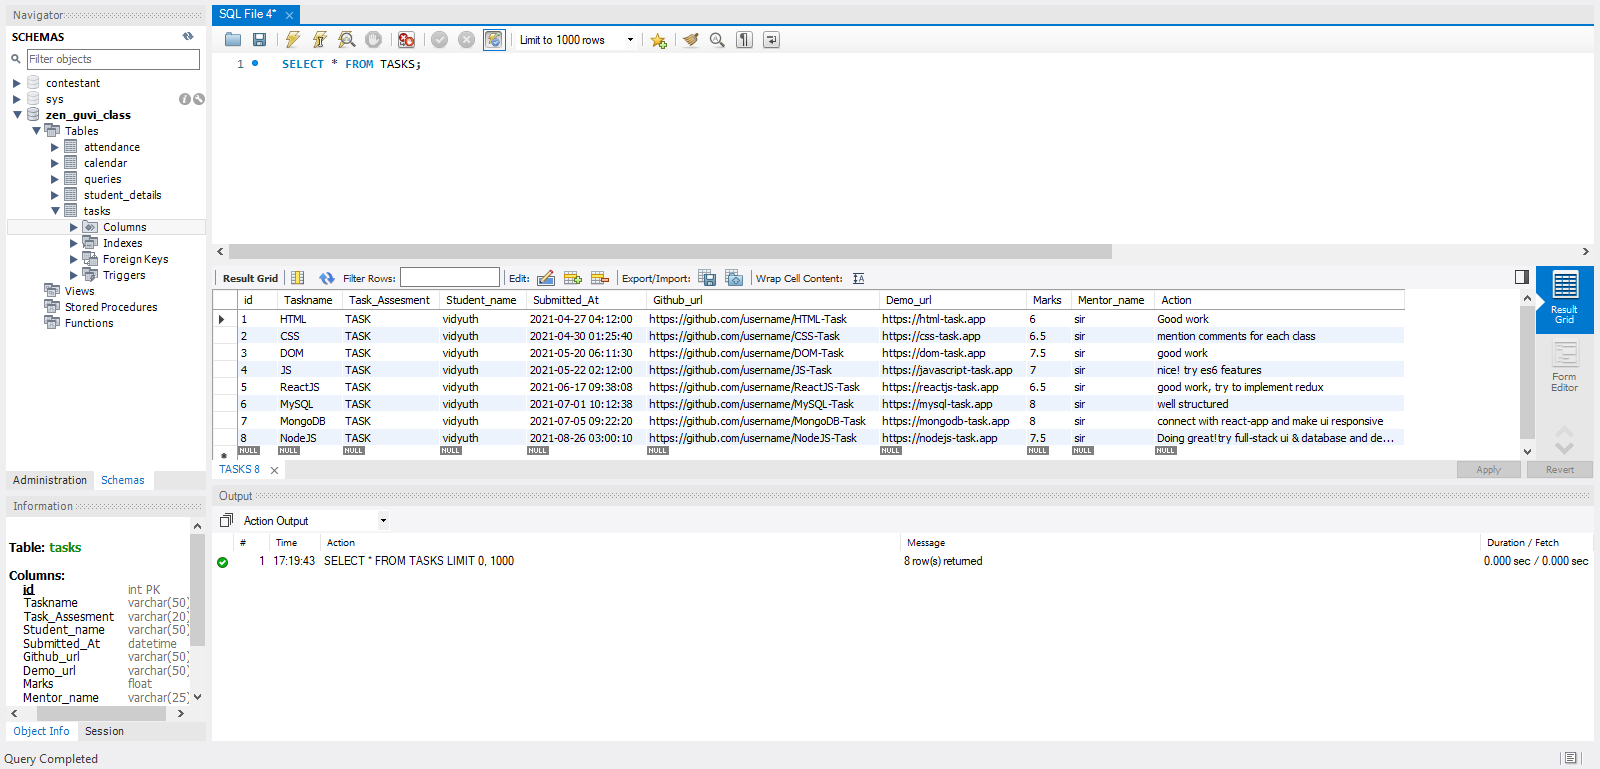 Navigator
SCHEMAS
Filter objects
contestant
sys
zen_guvi_class
Tables
attendance
calendar
queries
student_details
tasks
Columns
Indexes
Foreign Keys
Triggers
Views
Stored Procedures
Functions
Administration Schemas
Information
Table: tasks
Columns:
id int PK
Taskname varchar(50)
Task_Assesment varchar(20)
Student_name varchar(50)
Submitted_At datetime
Github_url varchar(50)
Demo_url varchar(50)
Marks float
Mentor_name varchar(25)
Object Info Session
Query Completed
SQL File 4*
Limit to 1000 rows
1 SELECT * FROM TASKS;
Result Grid Filter Rows: Edit: Export/Import: Wrap Cell Content:
id Taskname Task_Assesment Student_name Submitted_At Github_url Demo_url Marks Mentor_name Action
1 HTML TASK vidyuth 2021-04-27 04:12:00 https://github.com/username/HTML-Task https://html-task.app 6 sir Good work
2 CSS TASK vidyuth 2021-04-30 01:25:40 https://github.com/username/CSS-Task https://css-task.app 6.5 sir mention comments for each class
3 DOM TASK vidyuth 2021-05-20 06:11:30 https://github.com/username/DOM-Task https://dom-task.app 7.5 sir good work
4 JS TASK vidyuth 2021-05-22 02:12:00 https://github.com/username/JS-Task https://javascript-task.app 7 sir nice! try es6 features
5 ReactJS TASK vidyuth 2021-06-17 09:38:08 https://github.com/username/ReactJS-Task https://reactjs-task.app 6.5 sir good work, try to implement redux
6 MySQL TASK vidyuth 2021-07-01 10:12:38 https://github.com/username/MySQL-Task https://mysql-task.app 8 sir well structured
7 MongoDB TASK vidyuth 2021-07-05 09:22:20 https://github.com/username/MongoDB-Task https://mongodb-task.app 8 sir connect with react-app and make ui responsive
8 NodeJS TASK vidyuth 2021-08-26 03:00:10 https://github.com/username/NodeJS-Task https://nodejs-task.app 7.5 sir Doing great!try full-stack ui & database and de...
NULL NULL NULL NULL NULL NULL NULL NULL NULL NULL
Result
Grid
Form
Editor
TASKS 8
Apply Revert
Output
Action Output
# Time Action Message Duration / Fetch
1 17:19:43 SELECT * FROM TASKS LIMIT 0, 1000 8 row(s) returned 0.000 sec / 0.000 sec